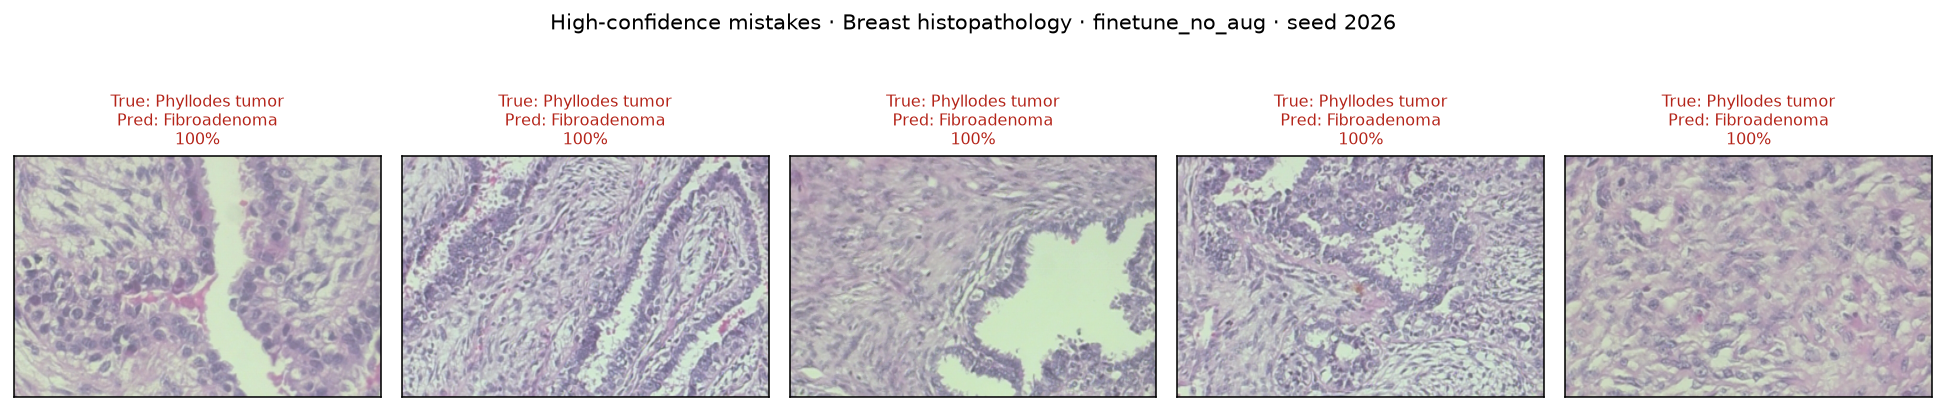 High-confidence mistakes · Breast histopathology · finetune_no_aug · seed 2026
True: Phyllodes tumor
Pred: Fibroadenoma
100%
True: Phyllodes tumor
Pred: Fibroadenoma
100%
True: Phyllodes tumor
Pred: Fibroadenoma
100%
True: Phyllodes tumor
Pred: Fibroadenoma
100%
True: Phyllodes tumor
Pred: Fibroadenoma
100%